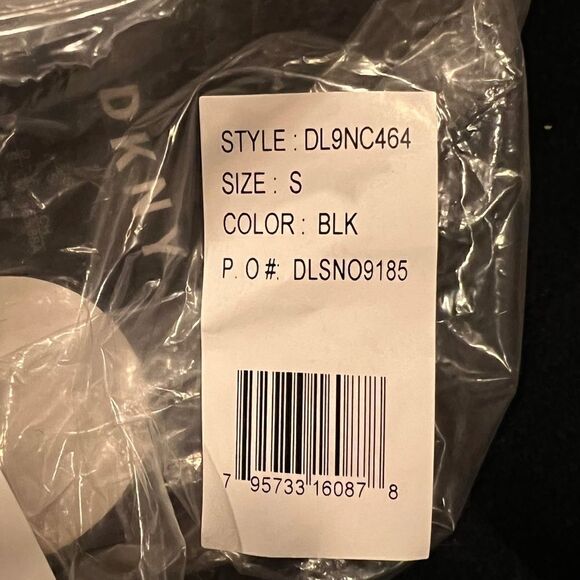 DKNY
STYLE : DL9NC464
SIZE : S
COLOR : BLK
P. O #: DLSNO9185
7 95733 16087 8